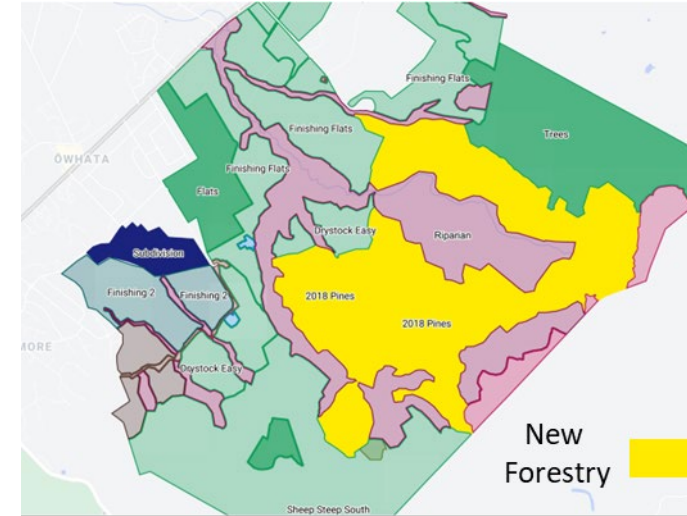 Finishing Flats
Trees
Finishing Flats
ŌWHATA
Finishing Flats
Flats
Drystock Easy
Riparian
Subdivision
Finishing 2
Finishing 2
2018 Pines
2018 Pines
MORE
Drystock Easy
New
Forestry
Sheep Steep South